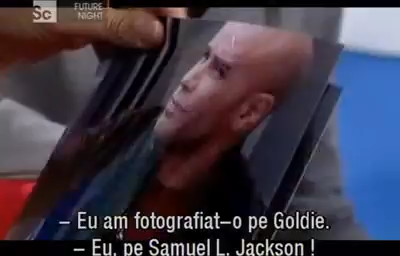 Sc FUTURE
NIGHT
– Eu am fotografiat–o pe Goldie.
– Eu, pe Samuel L. Jackson !